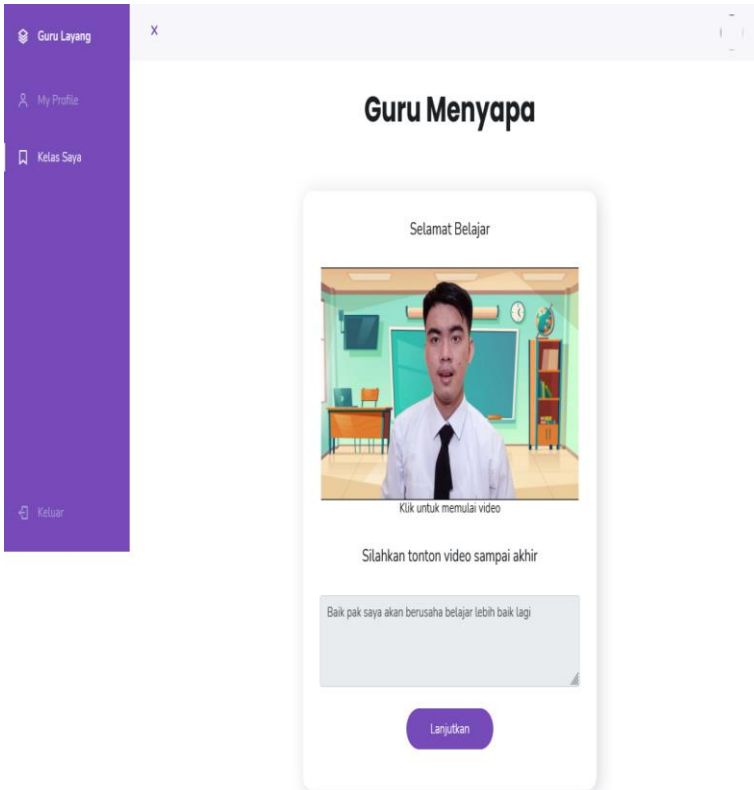 Guru Layang
X
My Profile
Kelas Saya
Keluar
Guru Menyapa
Selamat Belajar
Klik untuk memulai video
Silahkan tonton video sampai akhir
Baik pak saya akan berusaha belajar lebih baik lagi
Lanjutkan